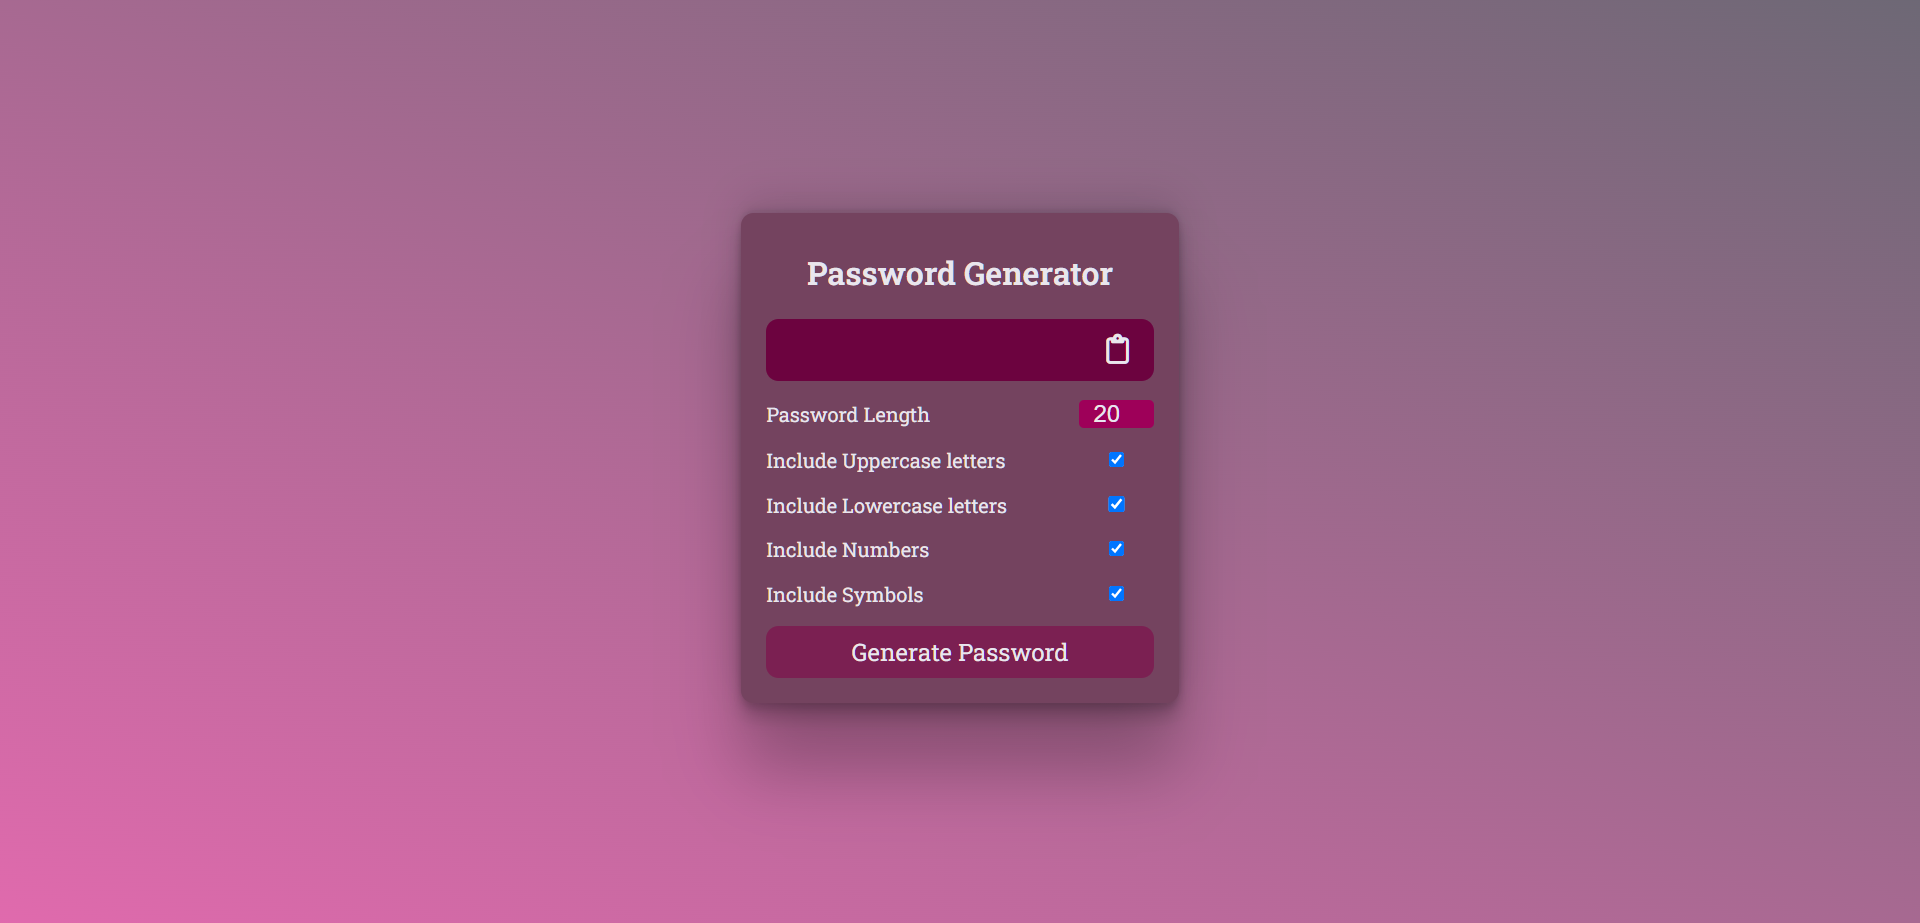 Password Generator
Password Length 20
Include Uppercase letters
Include Lowercase letters
Include Numbers
Include Symbols
Generate Password